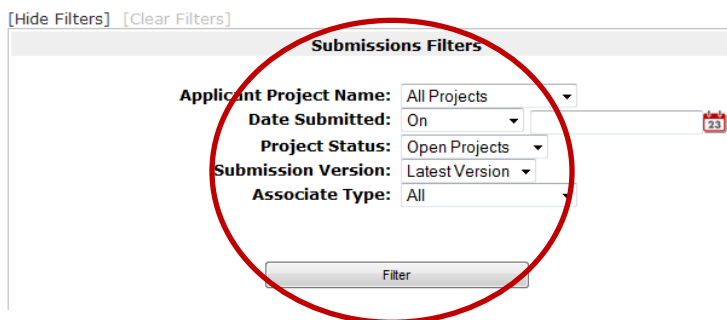 [Hide Filters] [Clear Filters]
Submissions Filters
Applicant Project Name: All Projects
Date Submitted: On 23
Project Status: Open Projects
Submission Version: Latest Version
Associate Type: All
Filter